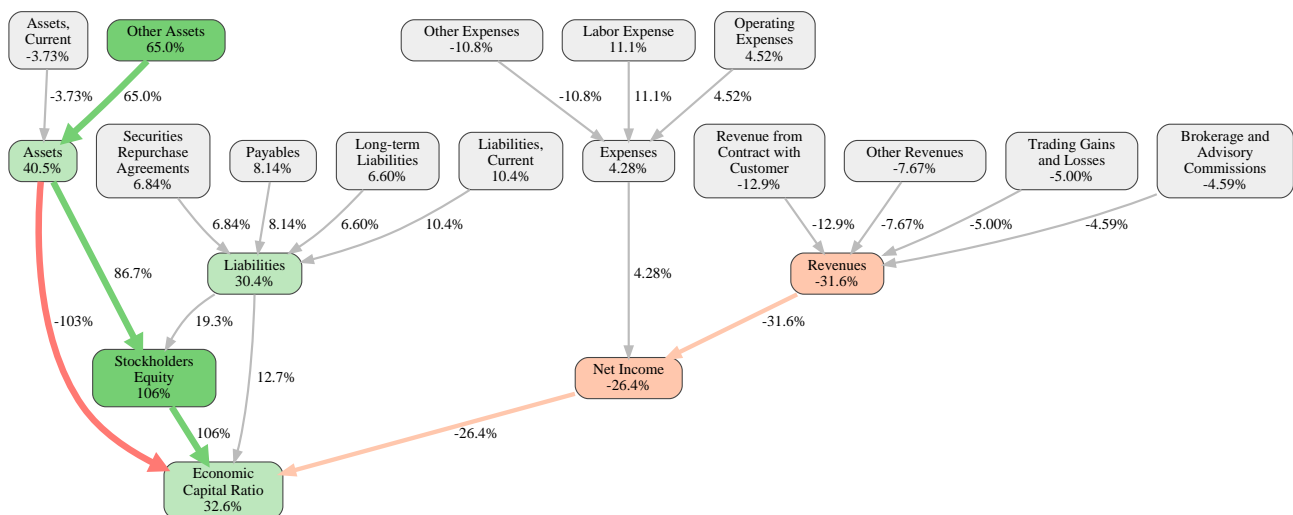 Assets,
Current
-3.73%
Other Assets
65.0%
Other Expenses
-10.8%
Labor Expense
11.1%
Operating
Expenses
4.52%
-3.73%
65.0%
-10.8%
11.1%
4.52%
Assets
40.5%
Securities
Repurchase
Agreements
6.84%
Payables
8.14%
Long-term
Liabilities
6.60%
Liabilities,
Current
10.4%
Expenses
4.28%
Revenue from
Contract with
Customer
-12.9%
Other Revenues
-7.67%
Trading Gains
and Losses
-5.00%
Brokerage and
Advisory
Commissions
-4.59%
6.84%
8.14%
6.60%
10.4%
-12.9%
-7.67%
-5.00%
-4.59%
86.7%
Liabilities
30.4%
4.28%
Revenues
-31.6%
-103%
19.3%
-31.6%
Stockholders
Equity
106%
12.7%
Net Income
-26.4%
106%
-26.4%
Economic
Capital Ratio
32.6%